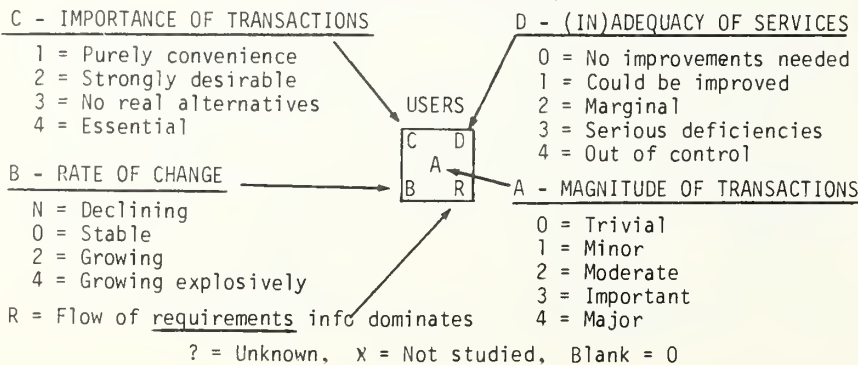 C - IMPORTANCE OF TRANSACTIONS
1 = Purely convenience
2 = Strongly desirable
3 = No real alternatives
4 = Essential
B - RATE OF CHANGE
N = Declining
0 = Stable
2 = Growing
4 = Growing explosively
R = Flow of requirements info dominates
USERS
C D
A
B R
D - (IN)ADEQUACY OF SERVICES
0 = No improvements needed
1 = Could be improved
2 = Marginal
3 = Serious deficiencies
4 = Out of control
A - MAGNITUDE OF TRANSACTIONS
0 = Trivial
1 = Minor
2 = Moderate
3 = Important
4 = Major
? = Unknown, X = Not studied, Blank = 0